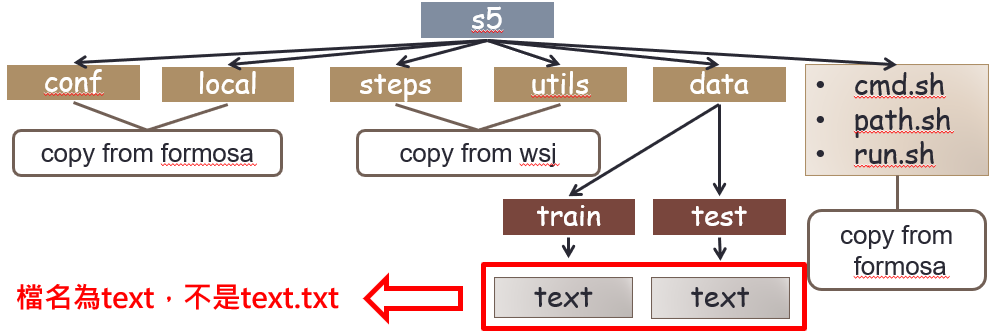 s5
conf
local
steps
utils
data
• cmd.sh
• path.sh
• run.sh
copy from formosa
copy from wsj
train
test
copy from
formosa
text
text
檔名為text，不是text.txt